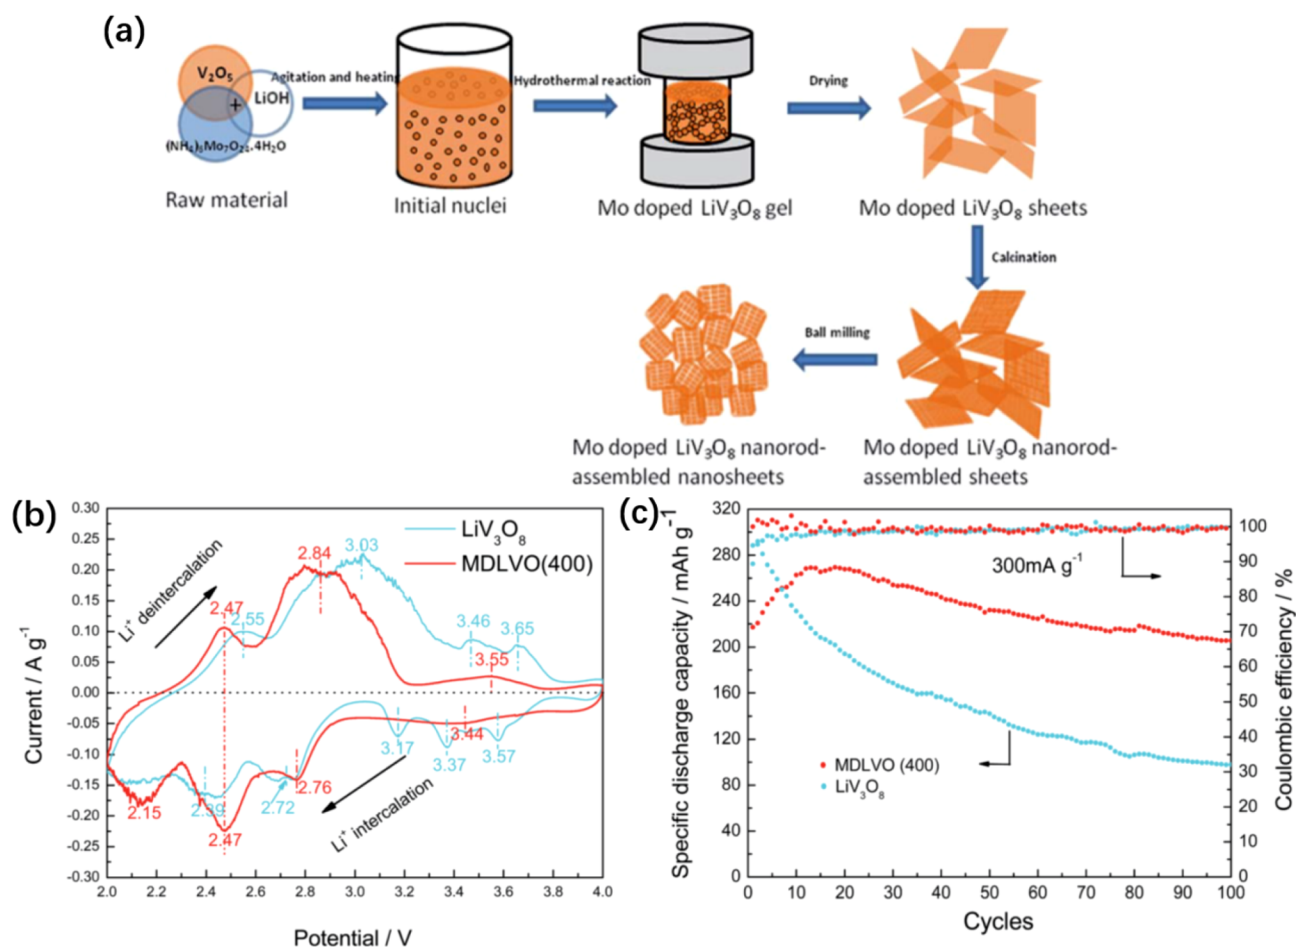 (a)
V₂O₅
LiOH
+
(NH₄)₆Mo₇O₂₄.4H₂O
Raw material
Agitation and heating
Initial nuclei
Hydrothermal reaction
Mo doped LiV₃O₈ gel
Drying
Mo doped LiV₃O₈ sheets
Calcination
Mo doped LiV₃O₈ nanorod-
assembled sheets
Ball milling
Mo doped LiV₃O₈ nanorod-
assembled nanosheets
(b)
Current / A g⁻¹
0.30
0.25
0.20
0.15
0.10
0.05
0.00
-0.05
-0.10
-0.15
-0.20
-0.25
-0.30
LiV₃O₈
MDLVO(400)
Li⁺ deintercalation
2.47
2.55
2.84
3.03
3.46
3.65
3.55
2.15
2.39
2.47
2.72
2.76
3.17
3.37
3.44
3.57
Li⁺ intercalation
2.0 2.2 2.4 2.6 2.8 3.0 3.2 3.4 3.6 3.8 4.0
Potential / V
(c)
Specific discharge capacity / mAh g⁻¹
320
280
240
200
160
120
80
40
0
300mA g⁻¹
MDLVO (400)
LiV₃O₈
100
90
80
70
60
50
40
30
20
10
0
Coulombic efficiency / %
0 10 20 30 40 50 60 70 80 90 100
Cycles